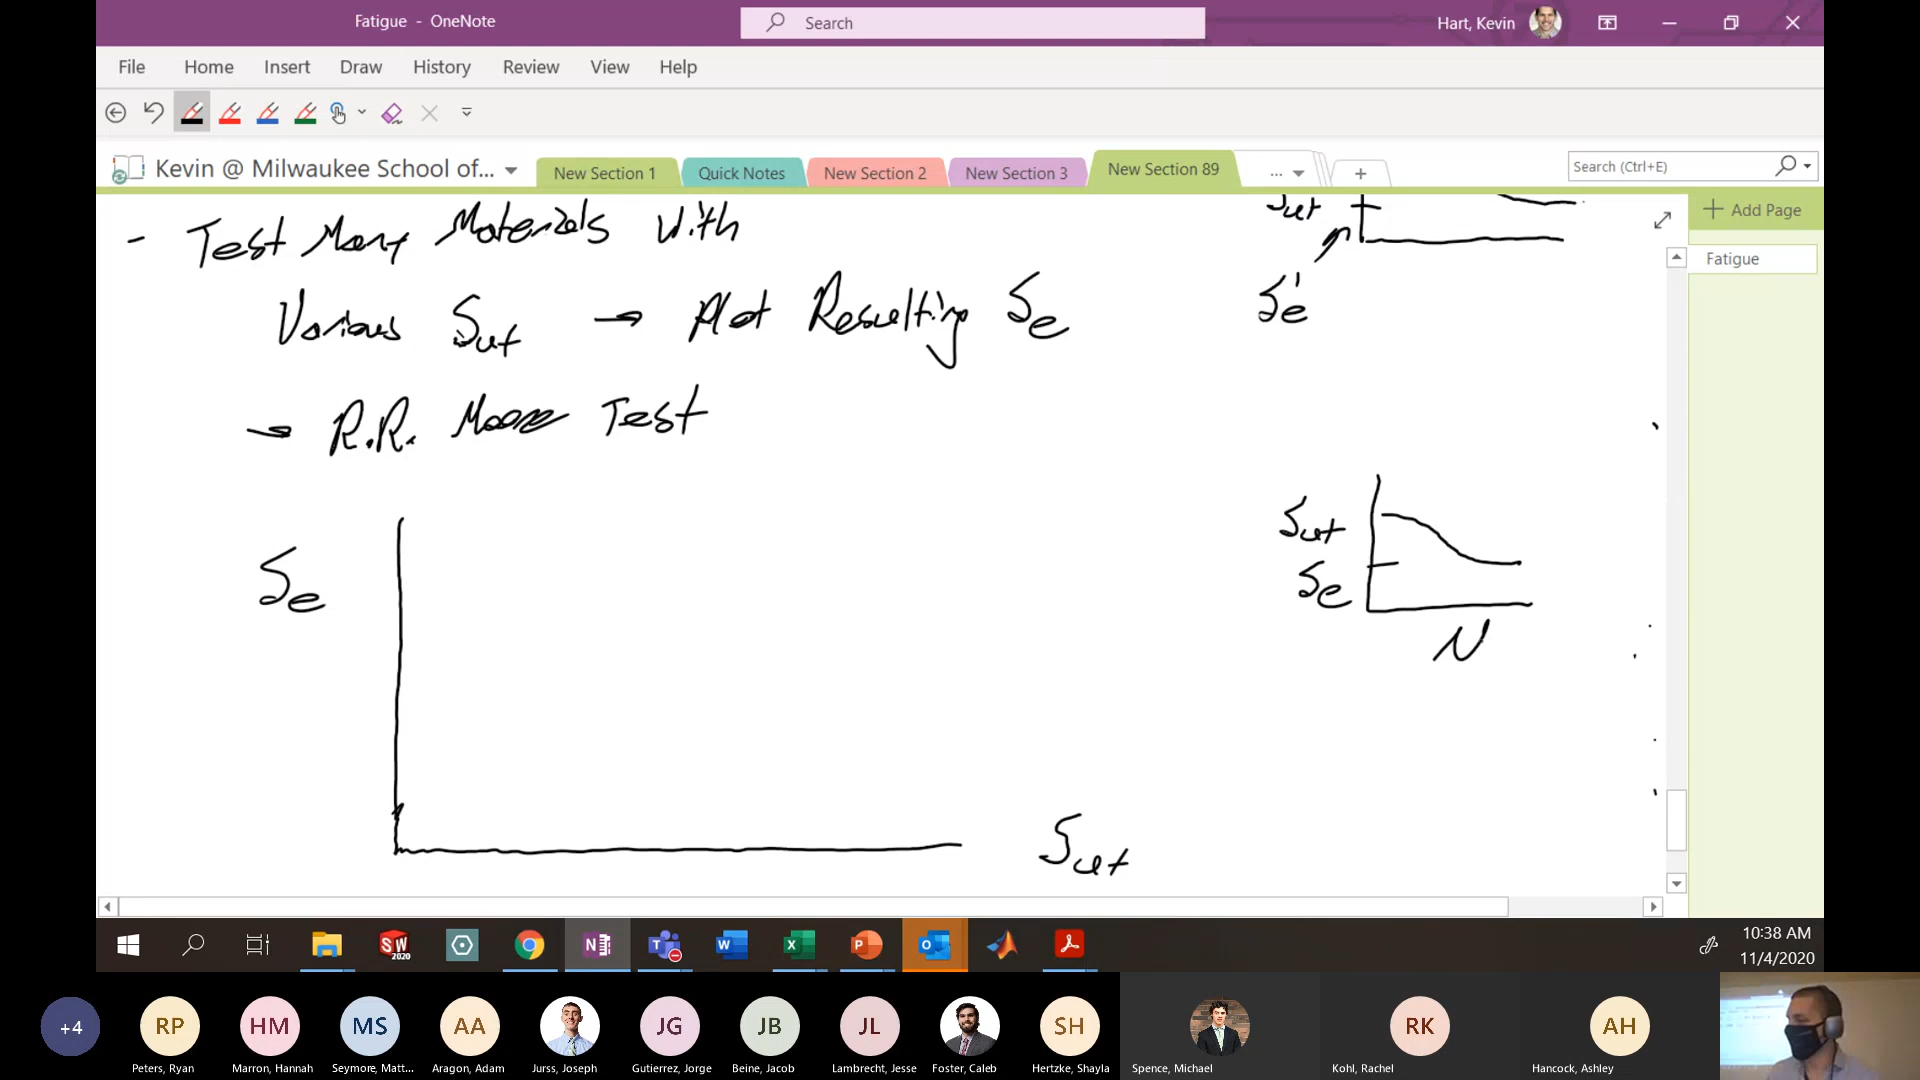 Fatigue - OneNote
Search
Hart, Kevin
File Home Insert Draw History Review View Help
Kevin @ Milwaukee School of...
New Section 1
Quick Notes
New Section 2
New Section 3
New Section 89
...
Search (Ctrl+E)
Add Page
Fatigue
- Test Many Materials With
Various Sut → Plot Resulting Se
→ R.R. Moore Test
Sut
Se'
Se
Sut
Sut
Se
N
SW 2020
10:38 AM
11/4/2020
+4
RP
HM
MS
AA
JG
JB
JL
SH
RK
AH
Peters, Ryan
Marron, Hannah
Seymore, Matt...
Aragon, Adam
Jurss, Joseph
Gutierrez, Jorge
Beine, Jacob
Lambrecht, Jesse
Foster, Caleb
Hertzke, Shayla
Spence, Michael
Kohl, Rachel
Hancock, Ashley